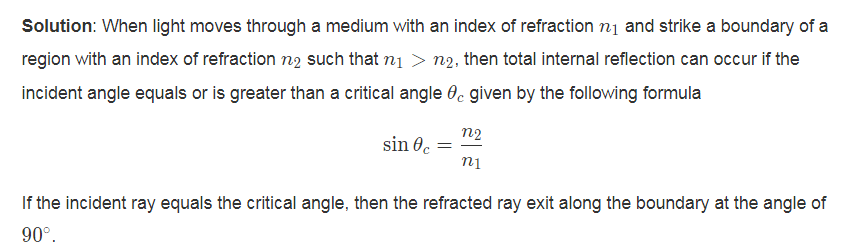 Solution: When light moves through a medium with an index of refraction n₁ and strike a boundary of a
region with an index of refraction n₂ such that n₁ > n₂, then total internal reflection can occur if the
incident angle equals or is greater than a critical angle θ꜀ given by the following formula
sin θ꜀ = n₂/n₁
If the incident ray equals the critical angle, then the refracted ray exit along the boundary at the angle of
90°.